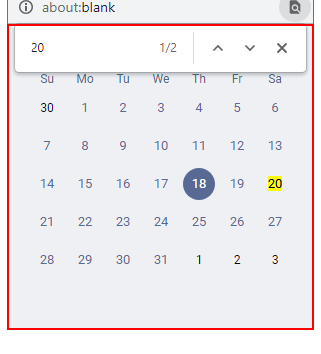 about:blank
20 1/2
Su Mo Tu We Th Fr Sa
30 1 2 3 4 5 6
7 8 9 10 11 12 13
14 15 16 17 18 19 20
21 22 23 24 25 26 27
28 29 30 31 1 2 3